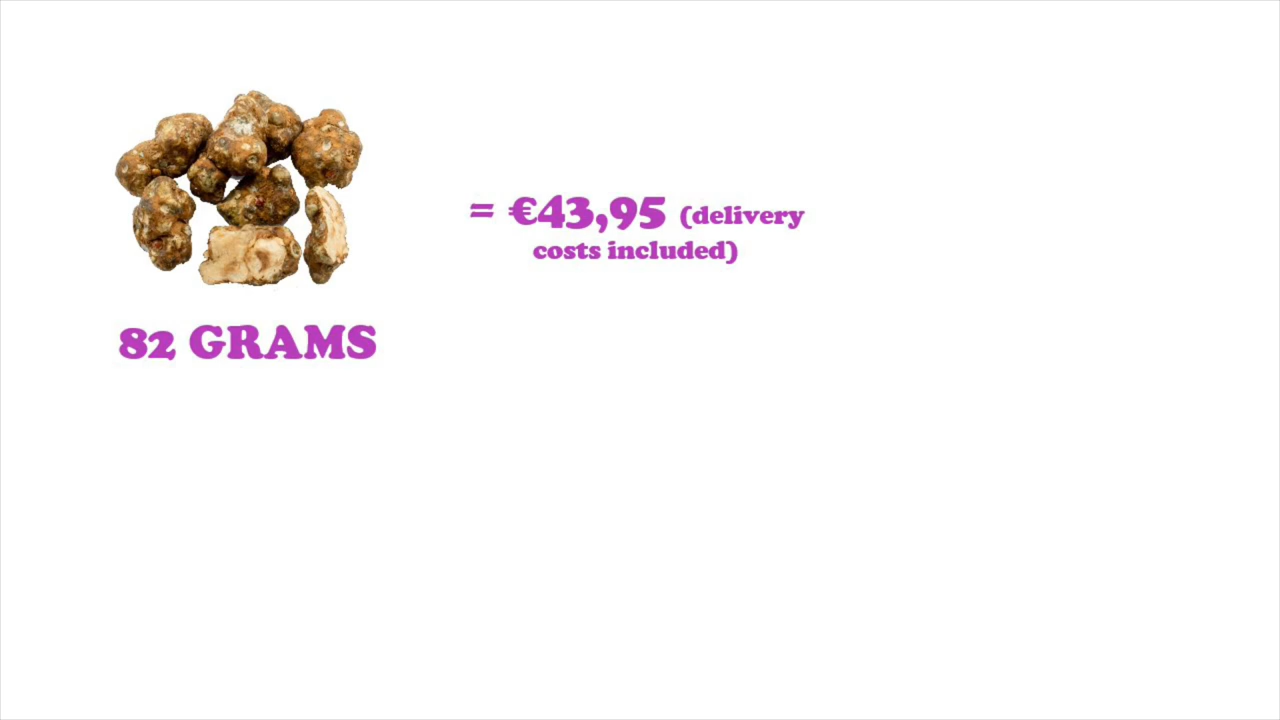 = €43,95 (delivery
costs included)
82 GRAMS